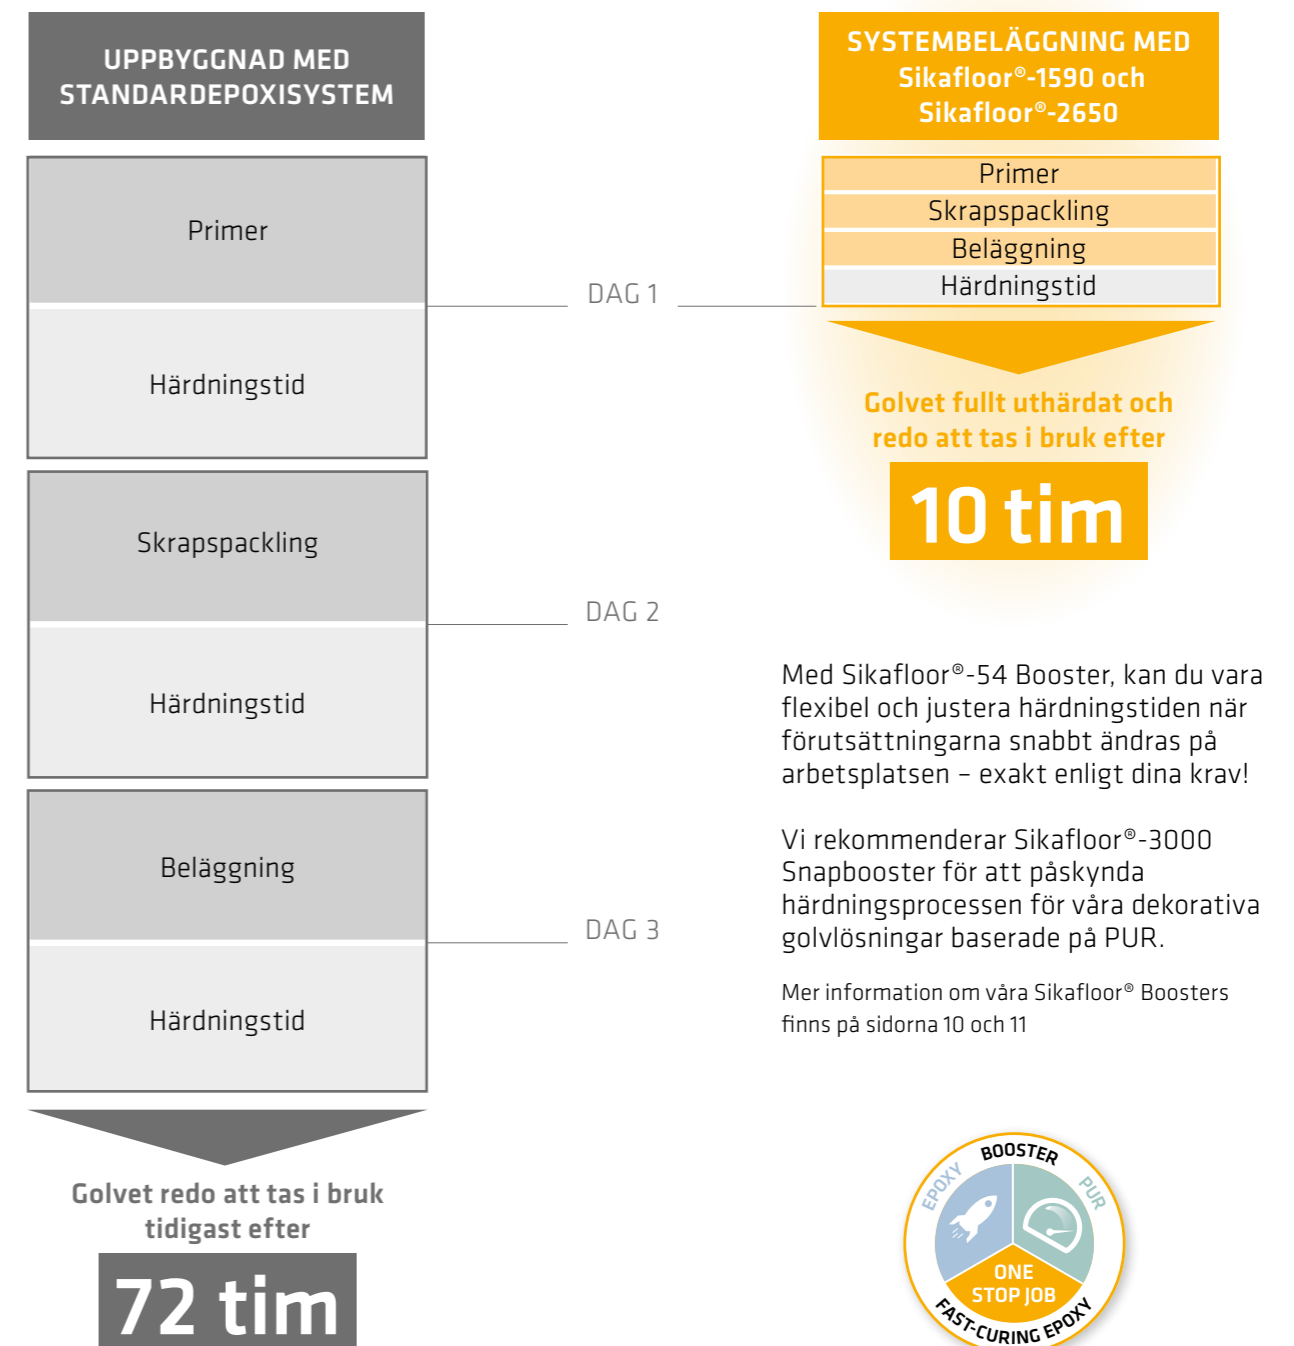 UPPBYGGNAD MED
STANDARDEPOXISYSTEM
Primer
Härdningstid
Skrapspackling
Härdningstid
Beläggning
Härdningstid
Golvet redo att tas i bruk
tidigast efter
72 tim
DAG 1
DAG 2
DAG 3
SYSTEMBELÄGGNING MED
Sikafloor®-1590 och
Sikafloor®-2650
Primer
Skrapspackling
Beläggning
Härdningstid
Golvet fullt uthärdat och
redo att tas i bruk efter
10 tim
Med Sikafloor®-54 Booster, kan du vara
flexibel och justera härdningstiden när
förutsättningarna snabbt ändras på
arbetsplatsen – exakt enligt dina krav!
Vi rekommenderar Sikafloor®-3000
Snapbooster för att påskynda
härdningsprocessen för våra dekorativa
golvlösningar baserade på PUR.
Mer information om våra Sikafloor® Boosters
finns på sidorna 10 och 11
EPOXY
BOOSTER
PUR
ONE
STOP JOB
FAST-CURING EPOXY